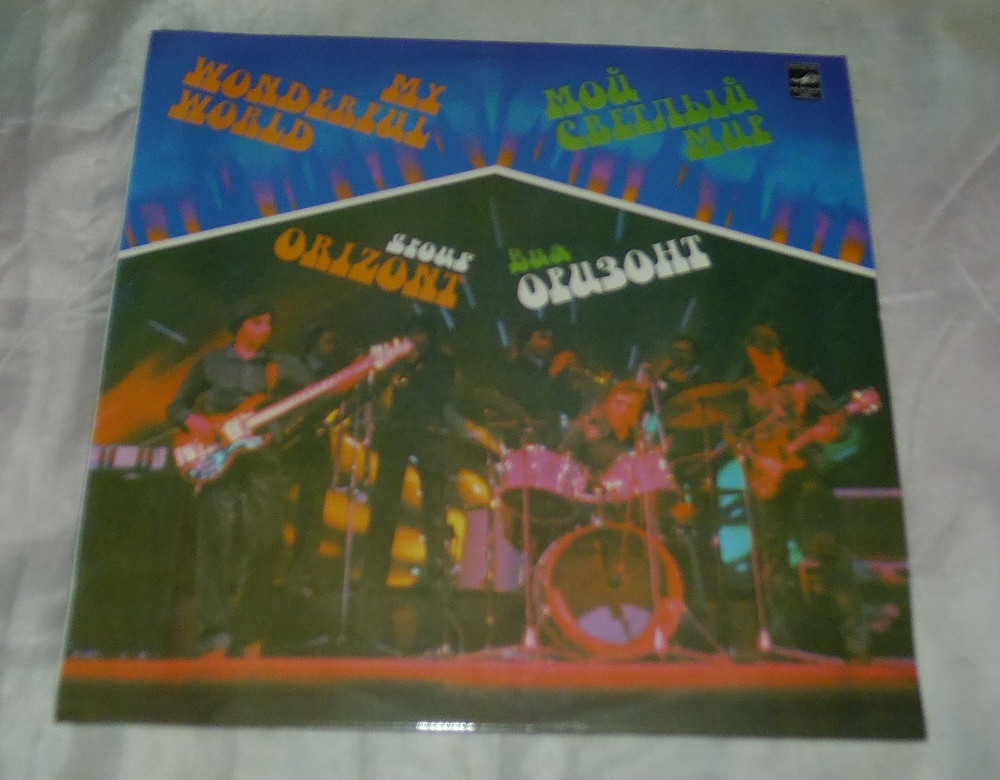 MY
WONDERFUL
WORLD
МОЙ
СВЕТЛЫЙ
МИР
group
ORIZONT
ВИА
ОРИЗОНТ